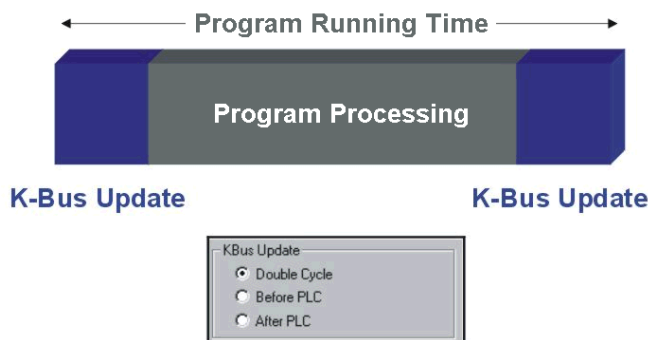 Program Running Time
Program Processing
K-Bus Update
K-Bus Update
KBus Update
Double Cycle
Before PLC
After PLC